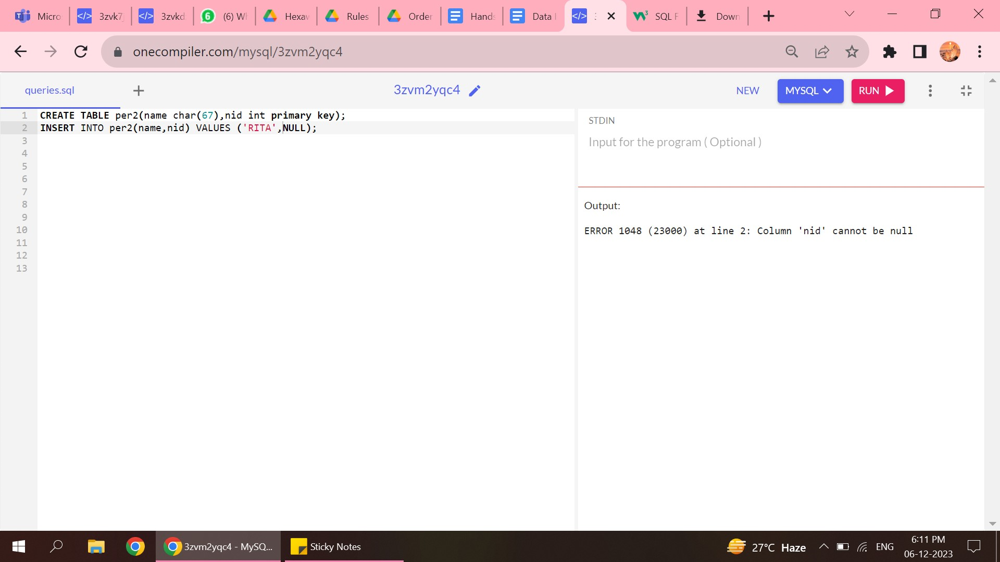 Micro
3zvk7
3zvkd
(6) W
Hexaw
Rules
Order
Hands
Data
SQL F
Down
onecompiler.com/mysql/3zvm2yqc4
queries.sql
3zvm2yqc4
NEW
MYSQL
RUN
1 CREATE TABLE per2(name char(67),nid int primary key);
2 INSERT INTO per2(name,nid) VALUES ('RITA',NULL);
3
4
5
6
7
8
9
10
11
12
13
STDIN
Input for the program ( Optional )
Output:
ERROR 1048 (23000) at line 2: Column 'nid' cannot be null
3zvm2yqc4 - MySQ...
Sticky Notes
27°C Haze
ENG
6:11 PM
06-12-2023